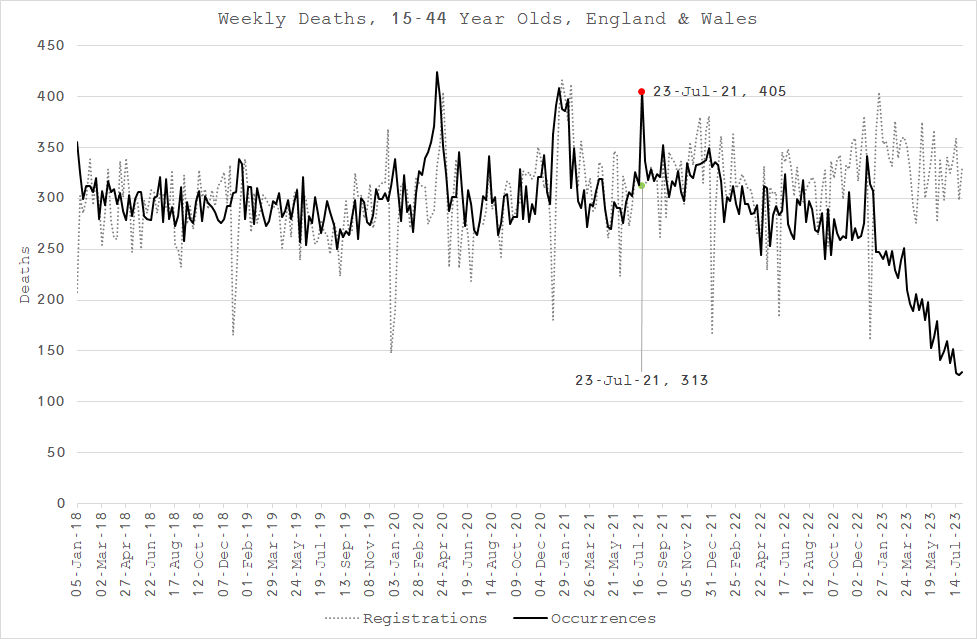 Weekly Deaths, 15-44 Year Olds, England & Wales
450
400
350
300
250
200
150
100
50
0
Deaths
23-Jul-21, 405
23-Jul-21, 313
05-Jan-18
02-Mar-18
27-Apr-18
22-Jun-18
17-Aug-18
12-Oct-18
07-Dec-18
01-Feb-19
29-Mar-19
24-May-19
19-Jul-19
13-Sep-19
08-Nov-19
03-Jan-20
28-Feb-20
24-Apr-20
19-Jun-20
14-Aug-20
09-Oct-20
04-Dec-20
29-Jan-21
26-Mar-21
21-May-21
16-Jul-21
10-Sep-21
05-Nov-21
31-Dec-21
25-Feb-22
22-Apr-22
17-Jun-22
12-Aug-22
07-Oct-22
02-Dec-22
27-Jan-23
24-Mar-23
19-May-23
14-Jul-23
Registrations
Occurrences